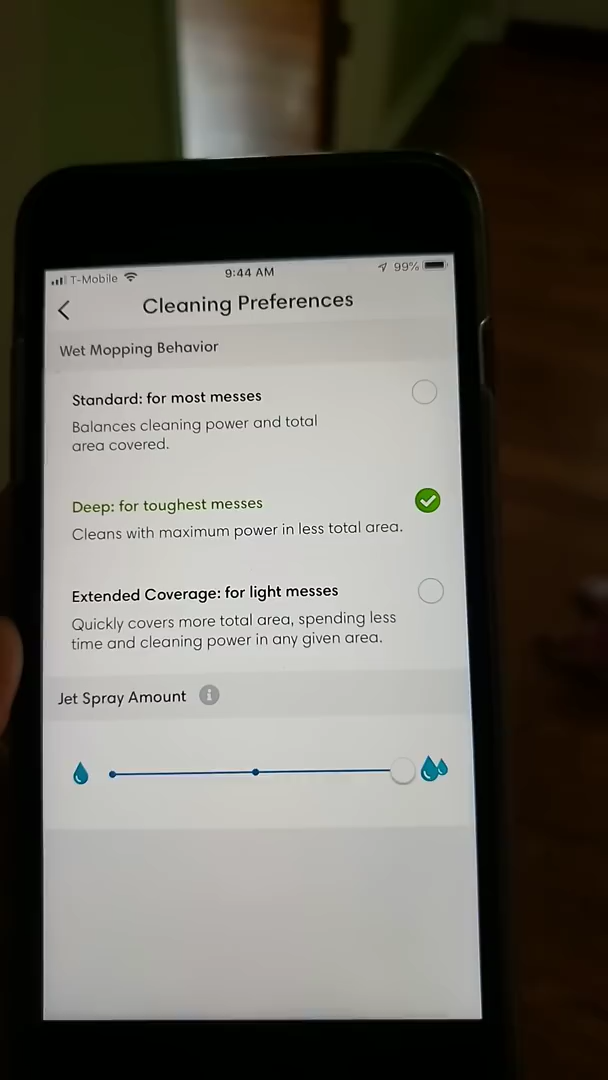 T-Mobile 9:44 AM 99%
Cleaning Preferences
Wet Mopping Behavior
Standard: for most messes
Balances cleaning power and total
area covered.
Deep: for toughest messes
Cleans with maximum power in less total area.
Extended Coverage: for light messes
Quickly covers more total area, spending less
time and cleaning power in any given area.
Jet Spray Amount i